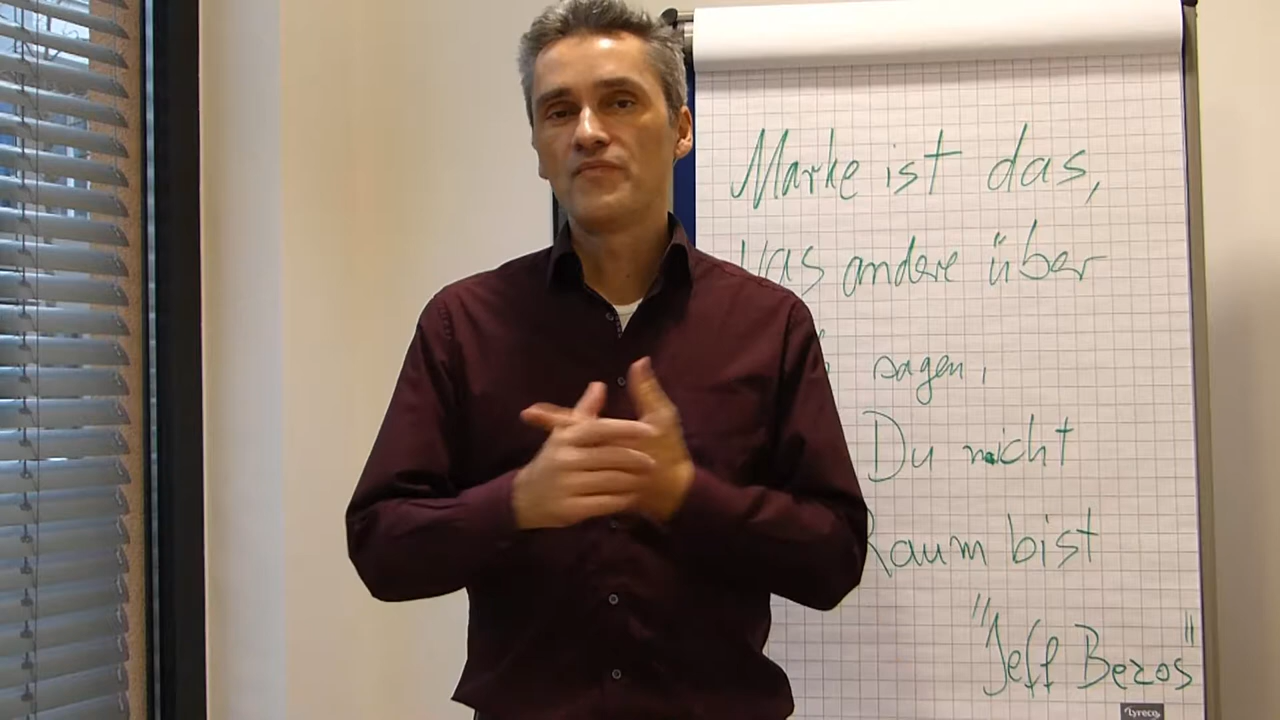 Marke ist das,
was andere über
sagen,
Du nicht
Raum bist
"Jeff Bezos"
Lyreco